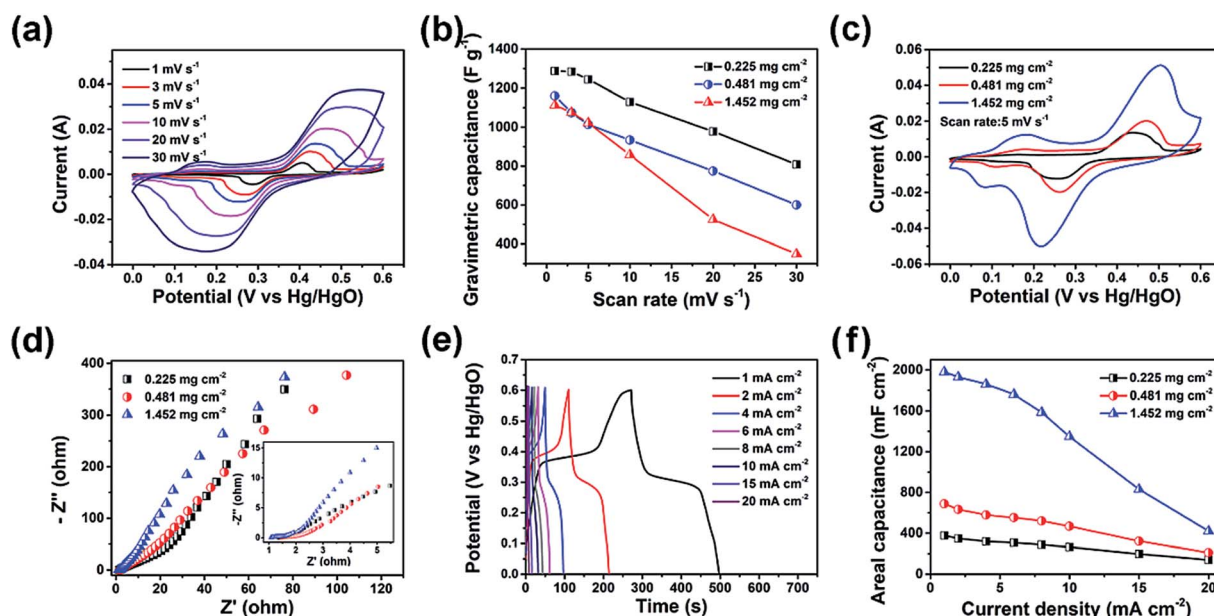 (a)
1 mV s⁻¹
3 mV s⁻¹
5 mV s⁻¹
10 mV s⁻¹
20 mV s⁻¹
30 mV s⁻¹
0.04
0.02
0.00
-0.02
-0.04
Current (A)
0.0 0.1 0.2 0.3 0.4 0.5 0.6
Potential (V vs Hg/HgO)
(b)
0.225 mg cm⁻²
0.481 mg cm⁻²
1.452 mg cm⁻²
1400
1200
1000
800
600
400
Gravimetric capacitance (F g⁻¹)
0 5 10 15 20 25 30
Scan rate (mV s⁻¹)
(c)
0.225 mg cm⁻²
0.481 mg cm⁻²
1.452 mg cm⁻²
Scan rate:5 mV s⁻¹
0.06
0.04
0.02
0.00
-0.02
-0.04
-0.06
Current (A)
0.0 0.1 0.2 0.3 0.4 0.5 0.6
Potential (V vs Hg/HgO)
(d)
0.225 mg cm⁻²
0.481 mg cm⁻²
1.452 mg cm⁻²
400
300
200
100
0
- Z'' (ohm)
0 20 40 60 80 100 120
Z' (ohm)
15
10
5
0
-Z'' (ohm)
1 2 3 4 5
Z' (ohm)
(e)
1 mA cm⁻²
2 mA cm⁻²
4 mA cm⁻²
6 mA cm⁻²
8 mA cm⁻²
10 mA cm⁻²
15 mA cm⁻²
20 mA cm⁻²
0.7
0.6
0.5
0.4
0.3
0.2
0.1
0.0
Potential (V vs Hg/HgO)
0 100 200 300 400 500 600 700
Time (s)
(f)
0.225 mg cm⁻²
0.481 mg cm⁻²
1.452 mg cm⁻²
2000
1600
1200
800
400
0
Areal capacitance (mF cm⁻²)
0 5 10 15 20
Current density (mA cm⁻²)